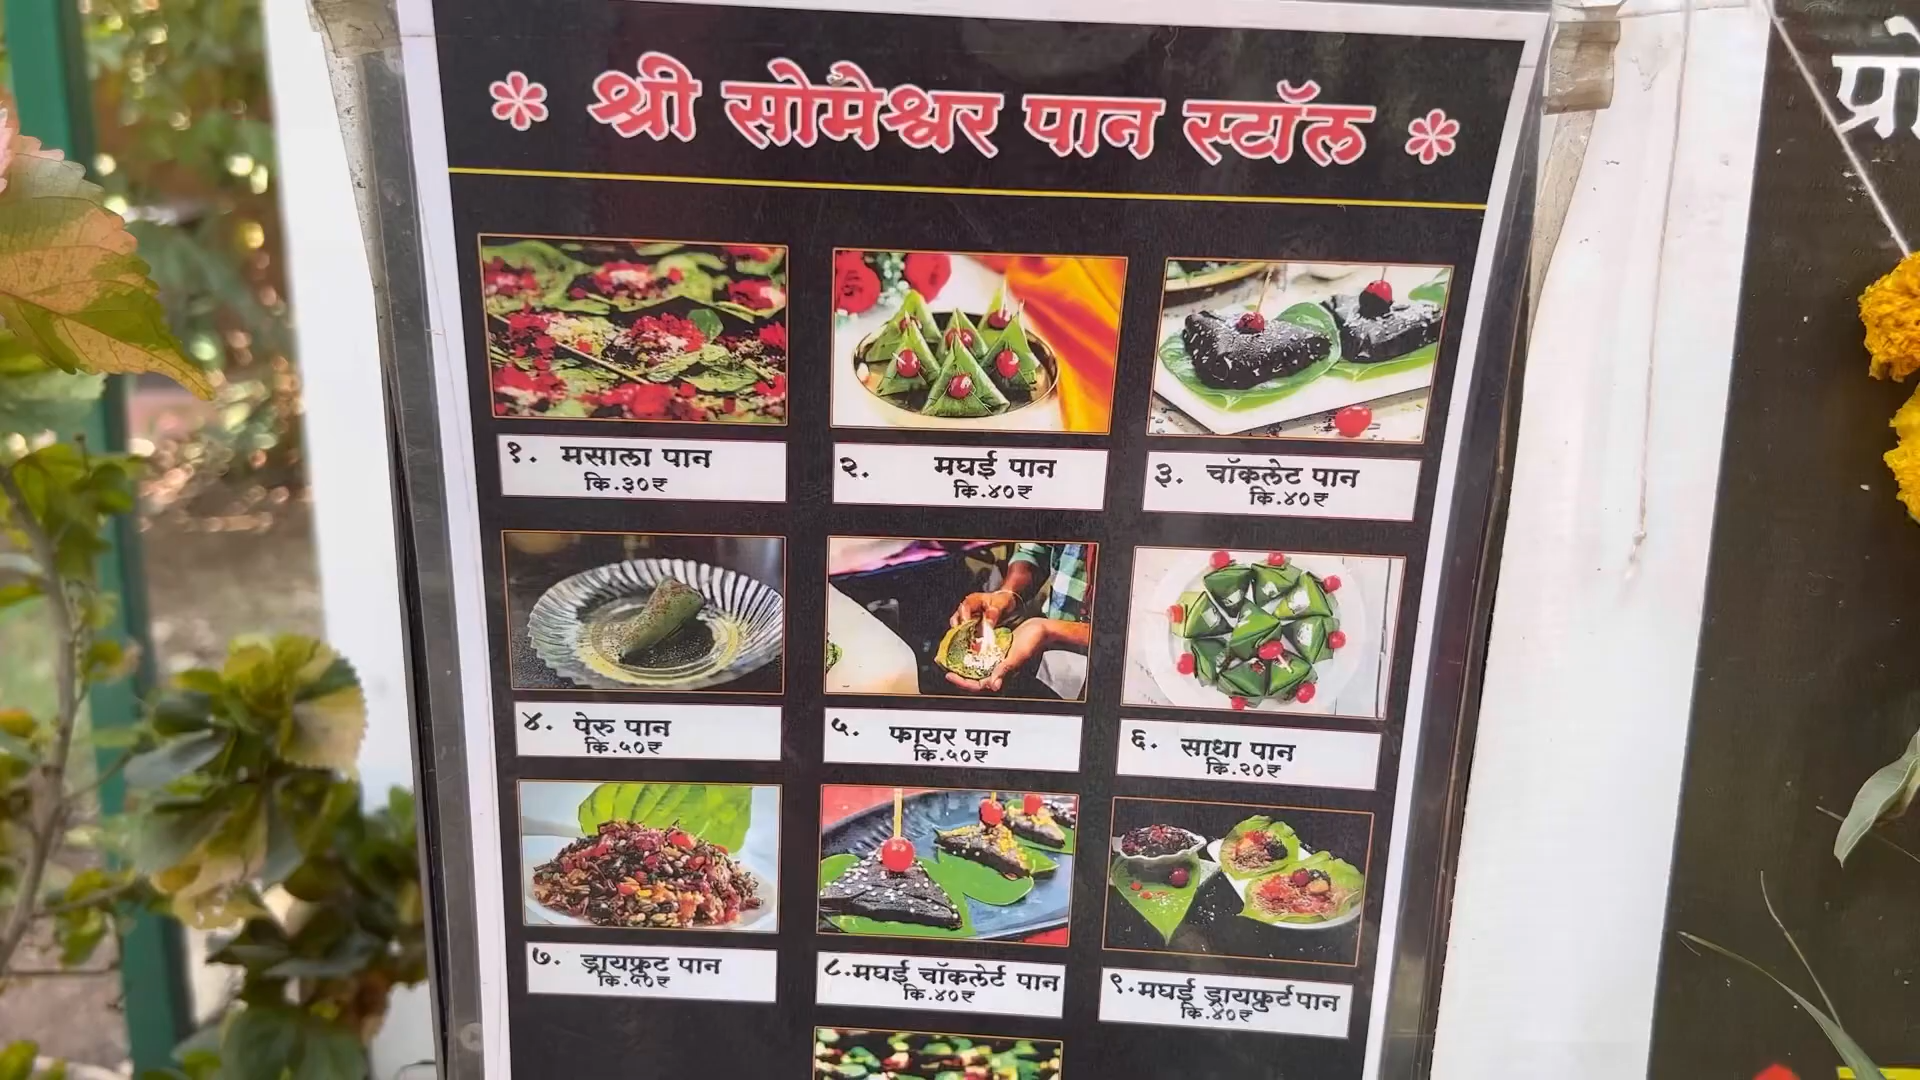 श्री सोमेश्वर पान स्टॉल
१. मसाला पान
कि.३०₹
२. मघई पान
कि.४०₹
३. चॉकलेट पान
कि.४०₹
४. पेरु पान
कि.५०₹
५. फायर पान
कि.५०₹
६. साधा पान
कि.२०₹
७. ड्रायफ्रूट पान
कि.५०₹
८.मघई चॉकलेर्ट पान
कि.४०₹
९.मघई ड्रायफ्रुर्ट पान
कि.४०₹